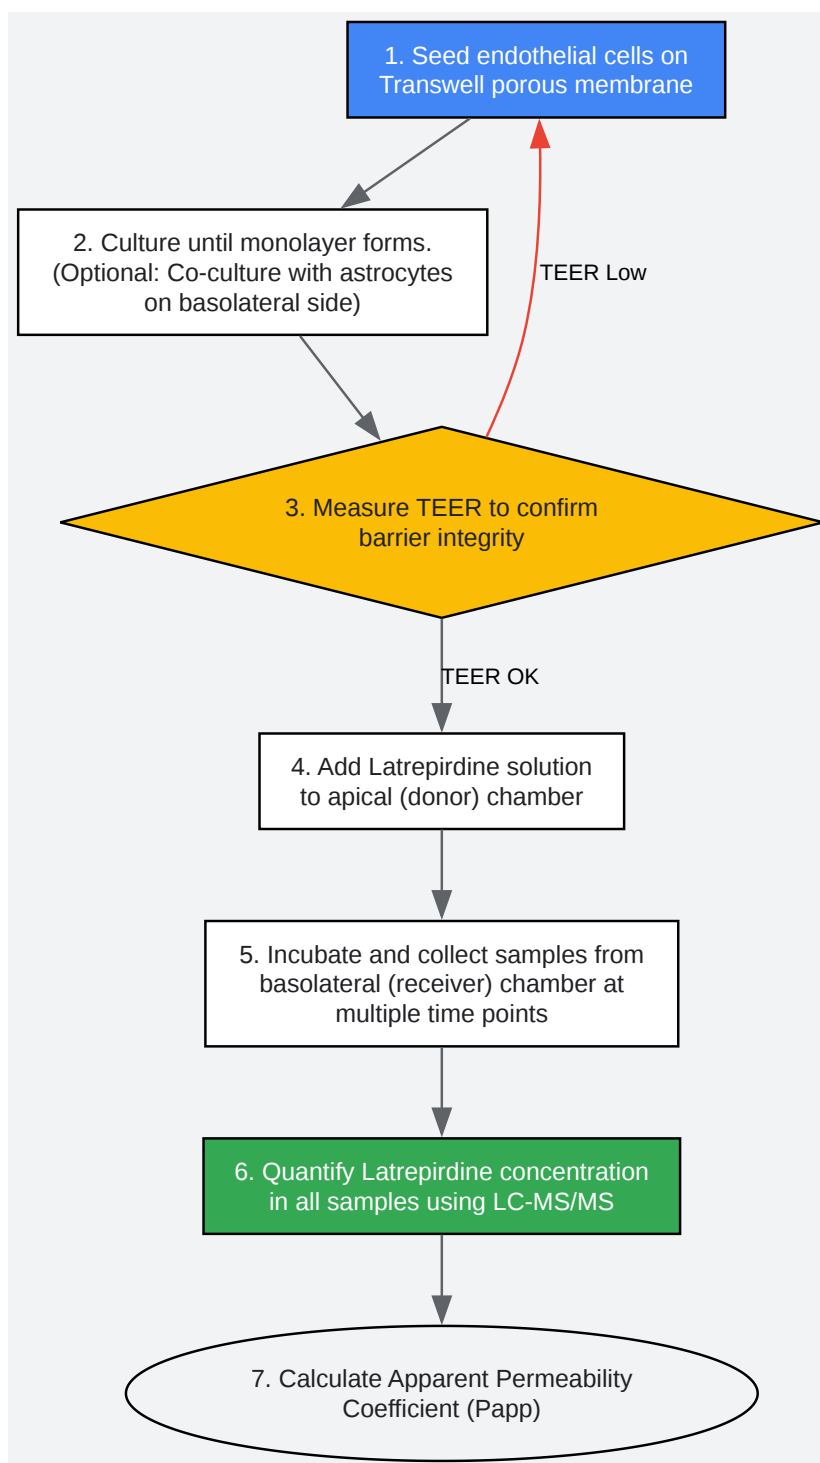 1. Seed endothelial cells on
Transwell porous membrane
2. Culture until monolayer forms.
(Optional: Co-culture with astrocytes
on basolateral side)
TEER Low
3. Measure TEER to confirm
barrier integrity
TEER OK
4. Add Latrepirdine solution
to apical (donor) chamber
5. Incubate and collect samples from
basolateral (receiver) chamber at
multiple time points
6. Quantify Latrepirdine concentration
in all samples using LC-MS/MS
7. Calculate Apparent Permeability
Coefficient (Papp)